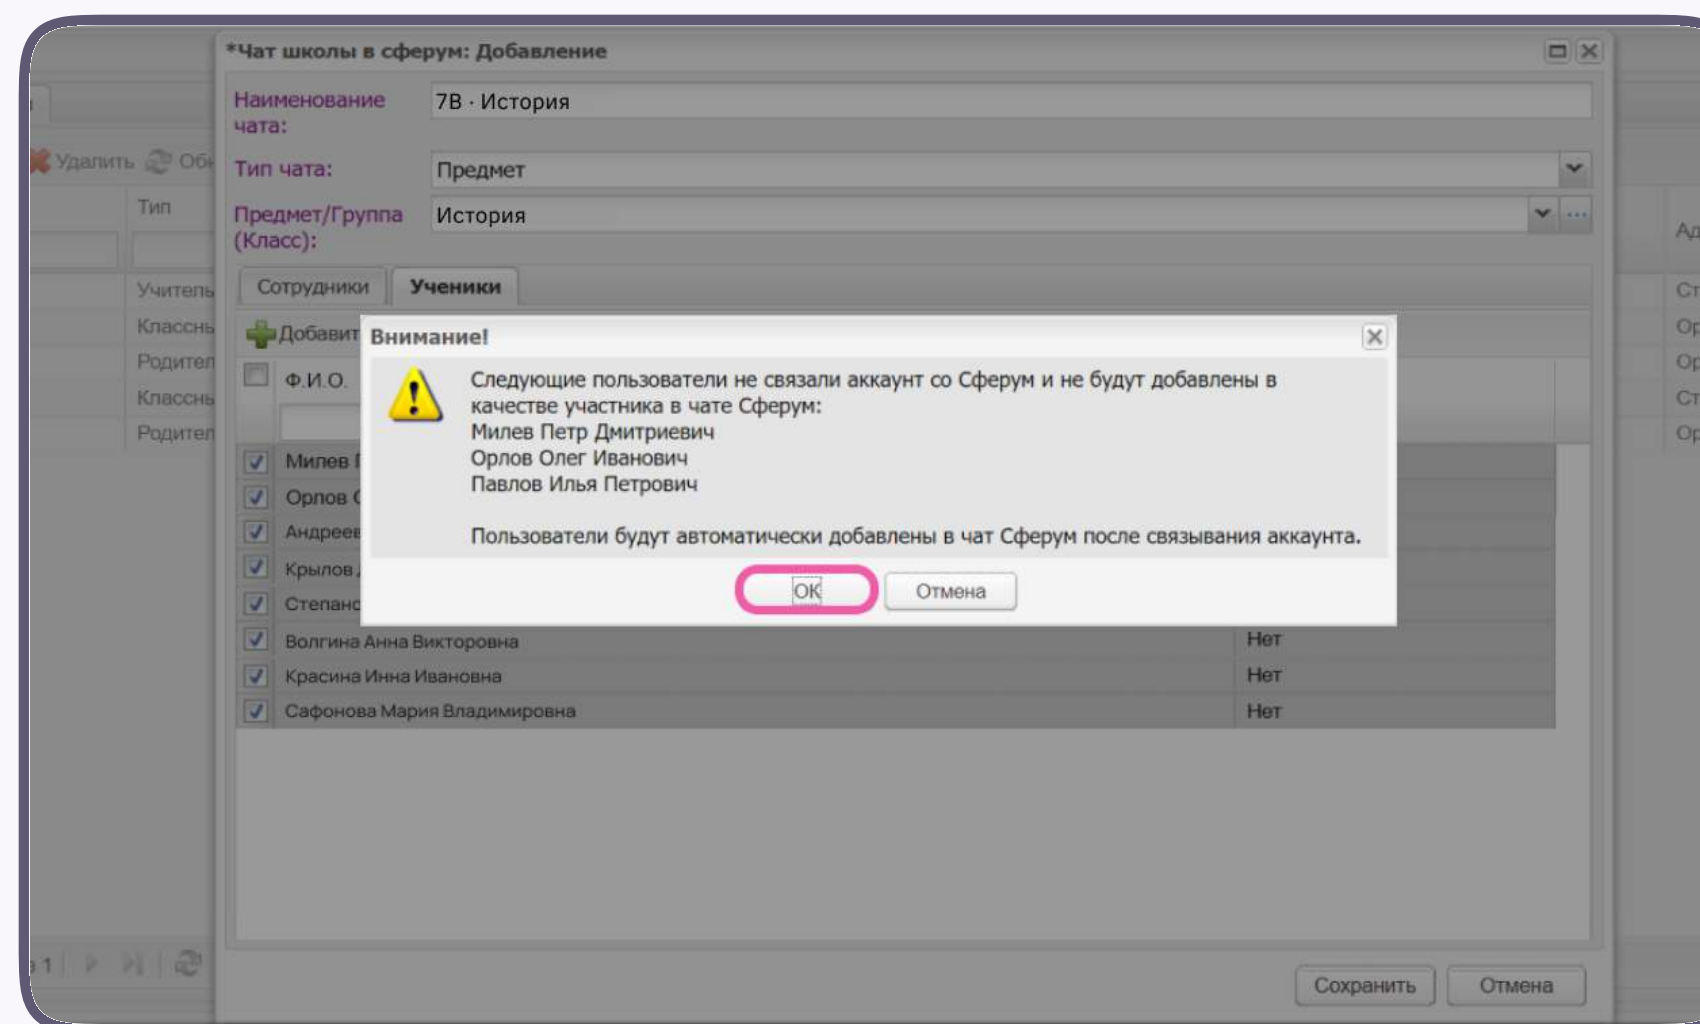 *Чат школы в сферум: Добавление
Наименование чата:
7В · История
Удалить
Тип чата:
Предмет
Тип
Предмет/Группа (Класс):
История
Сотрудники
Ученики
Учитель
Добавит
Внимание!
Ф.И.О.
Следующие пользователи не связали аккаунт со Сферум и не будут добавлены в
качестве участника в чате Сферум:
Милев Петр Дмитриевич
Орлов Олег Иванович
Павлов Илья Петрович
Пользователи будут автоматически добавлены в чат Сферум после связывания аккаунта.
ОК
Отмена
Милев
Орлов
Андреев
Крылов
Волгина Анна Викторовна
Нет
Красина Инна Ивановна
Нет
Сафонова Мария Владимировна
Нет
1
Сохранить
Отмена